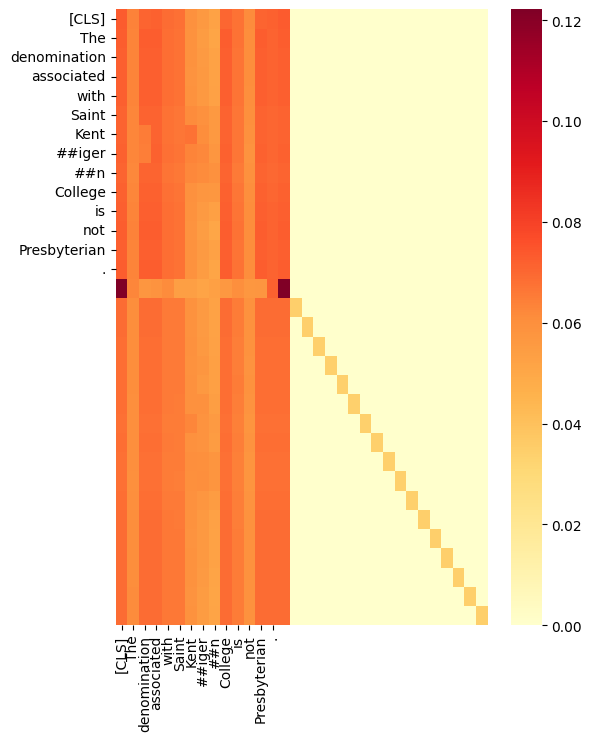 [CLS]
The
denomination
associated
with
Saint
Kent
##iger
##n
College
is
not
Presbyterian
.
0.12
0.10
0.08
0.06
0.04
0.02
0.00
[CLS]
The
denomination
associated
with
Saint
Kent
##iger
##n
College
is
not
Presbyterian
.